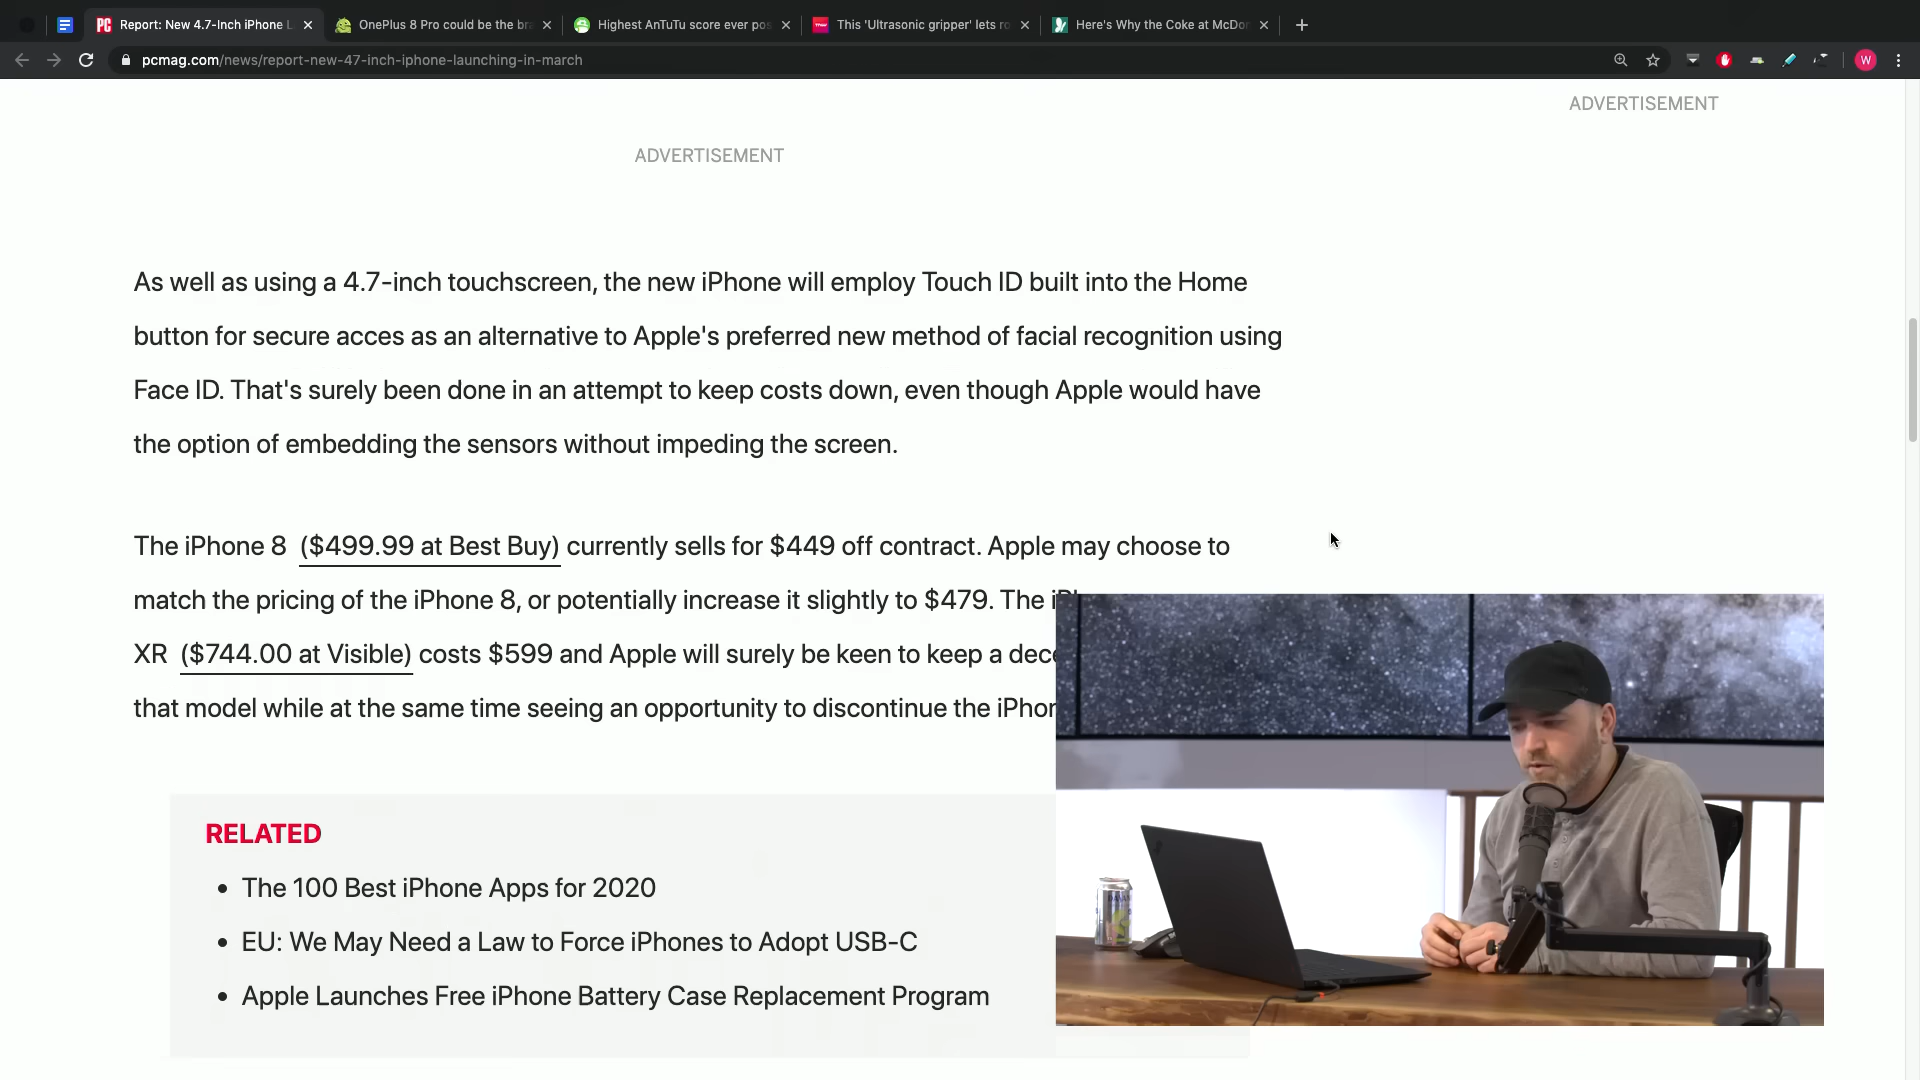 Report: New 4.7-Inch iPhone L
OnePlus 8 Pro could be the br
Highest AnTuTu score ever pos
This 'Ultrasonic gripper' lets ro
Here's Why the Coke at McDon
pcmag.com/news/report-new-47-inch-iphone-launching-in-march
W
ADVERTISEMENT
ADVERTISEMENT
As well as using a 4.7-inch touchscreen, the new iPhone will employ Touch ID built into the Home
button for secure acces as an alternative to Apple's preferred new method of facial recognition using
Face ID. That's surely been done in an attempt to keep costs down, even though Apple would have
the option of embedding the sensors without impeding the screen.
The iPhone 8 ($499.99 at Best Buy) currently sells for $449 off contract. Apple may choose to
match the pricing of the iPhone 8, or potentially increase it slightly to $479. The
XR ($744.00 at Visible) costs $599 and Apple will surely be keen to keep a dece
that model while at the same time seeing an opportunity to discontinue the iPhon
RELATED
• The 100 Best iPhone Apps for 2020
• EU: We May Need a Law to Force iPhones to Adopt USB-C
• Apple Launches Free iPhone Battery Case Replacement Program